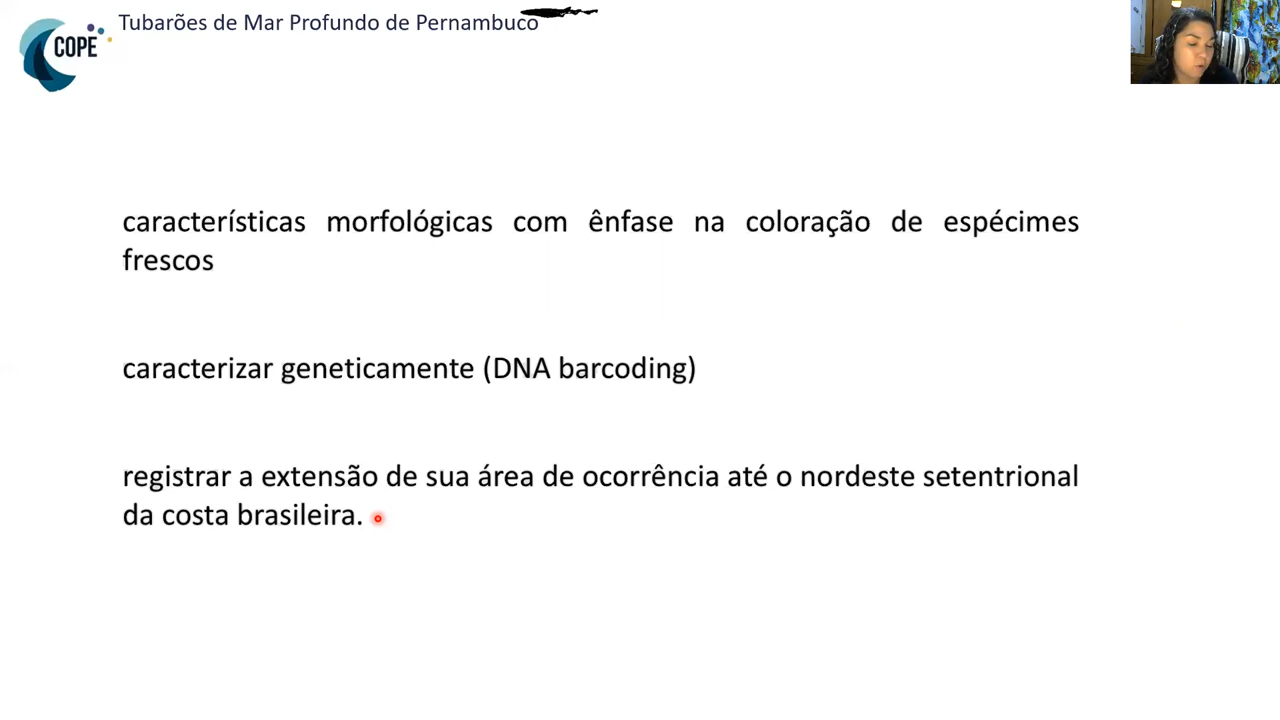 Tubarões de Mar Profundo de Pernambuco
COPE
características morfológicas com ênfase na coloração de espécimes
frescos
caracterizar geneticamente (DNA barcoding)
registrar a extensão de sua área de ocorrência até o nordeste setentrional
da costa brasileira.